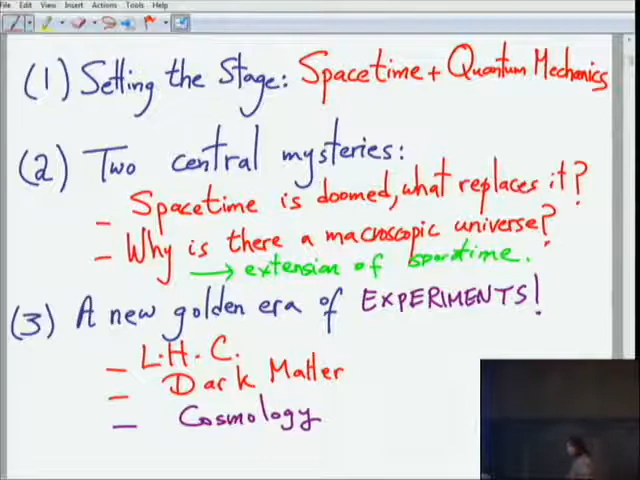 File Edit View Insert Actions Tools Help
(1) Setting the Stage: Spacetime + Quantum Mechanics
(2) Two central mysteries:
– Spacetime is doomed, what replaces it?
– Why is there a macroscopic universe?
→ extension of spacetime.
(3) A new golden era of EXPERIMENTS!
– L.H.C.
– Dark Matter
– Cosmology